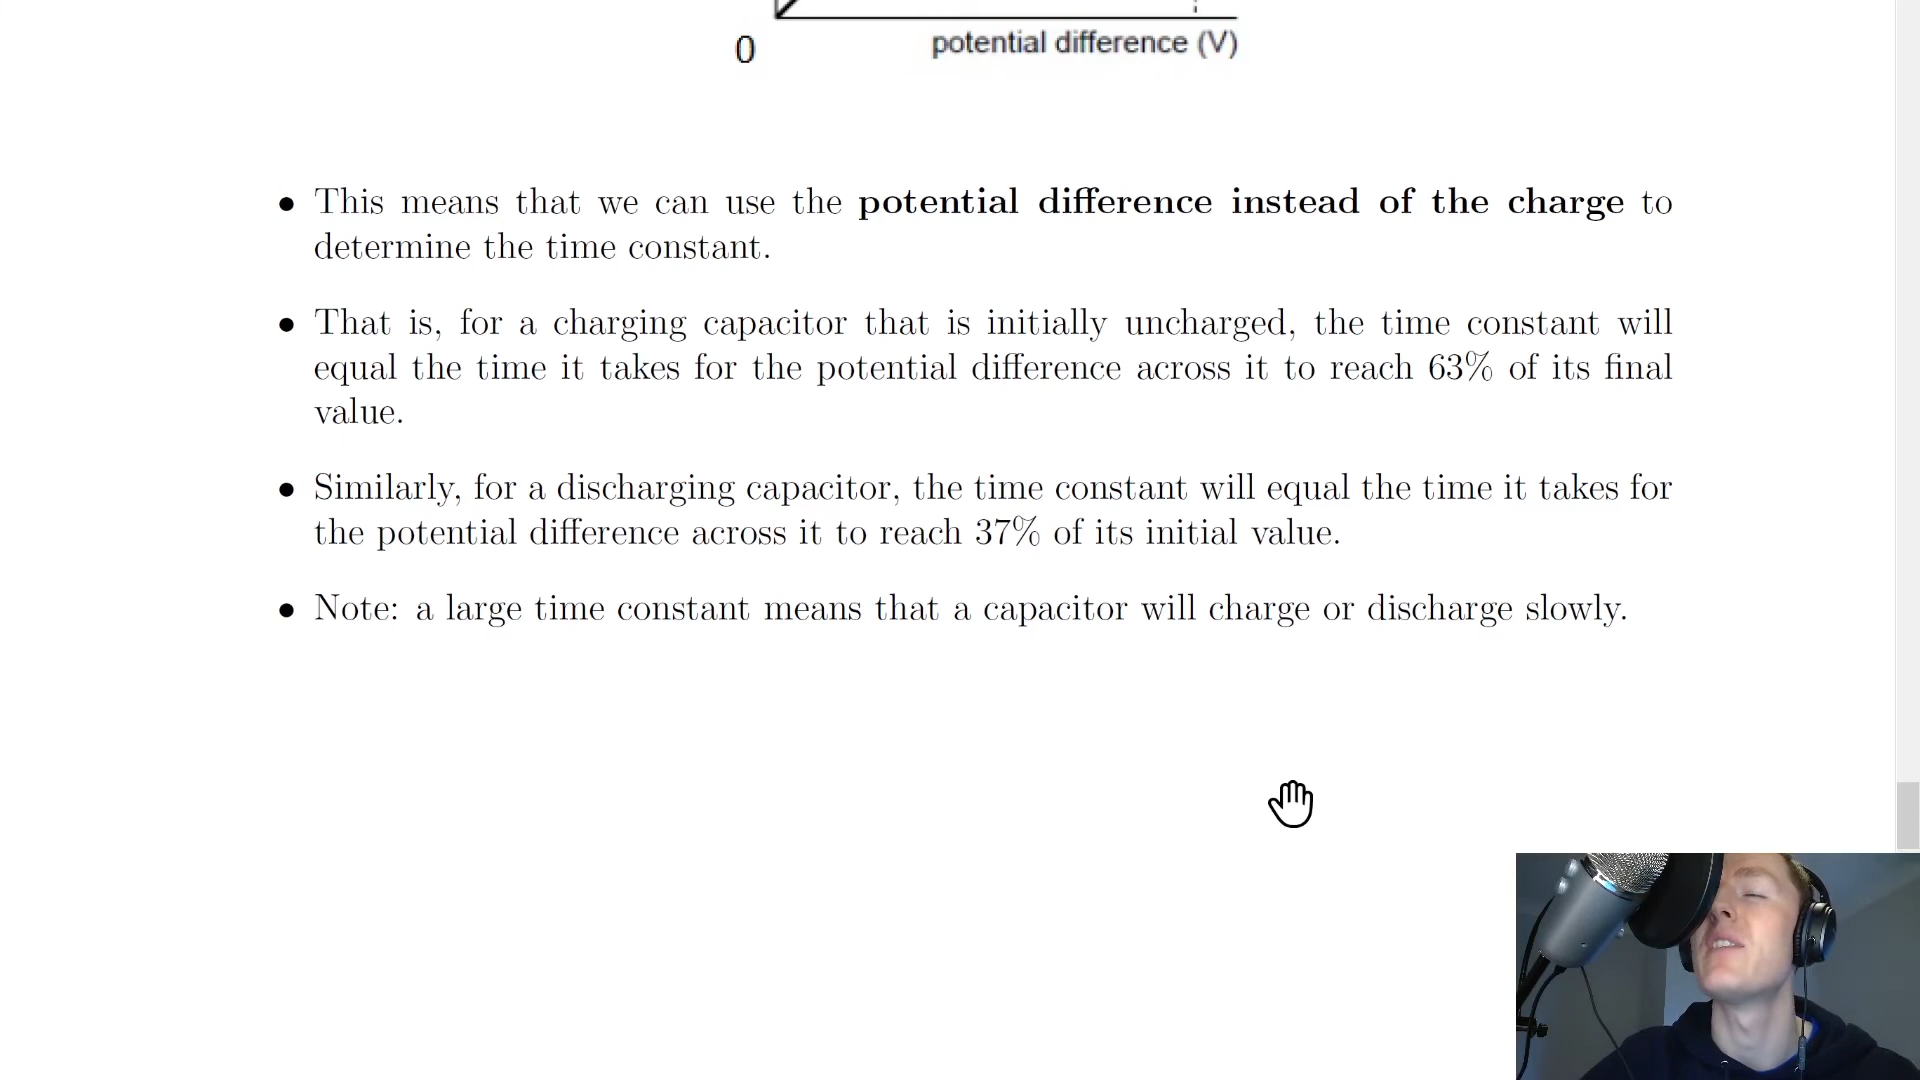 0
potential difference (V)
• This means that we can use the potential difference instead of the charge to
determine the time constant.
• That is, for a charging capacitor that is initially uncharged, the time constant will
equal the time it takes for the potential difference across it to reach 63% of its final
value.
• Similarly, for a discharging capacitor, the time constant will equal the time it takes for
the potential difference across it to reach 37% of its initial value.
• Note: a large time constant means that a capacitor will charge or discharge slowly.